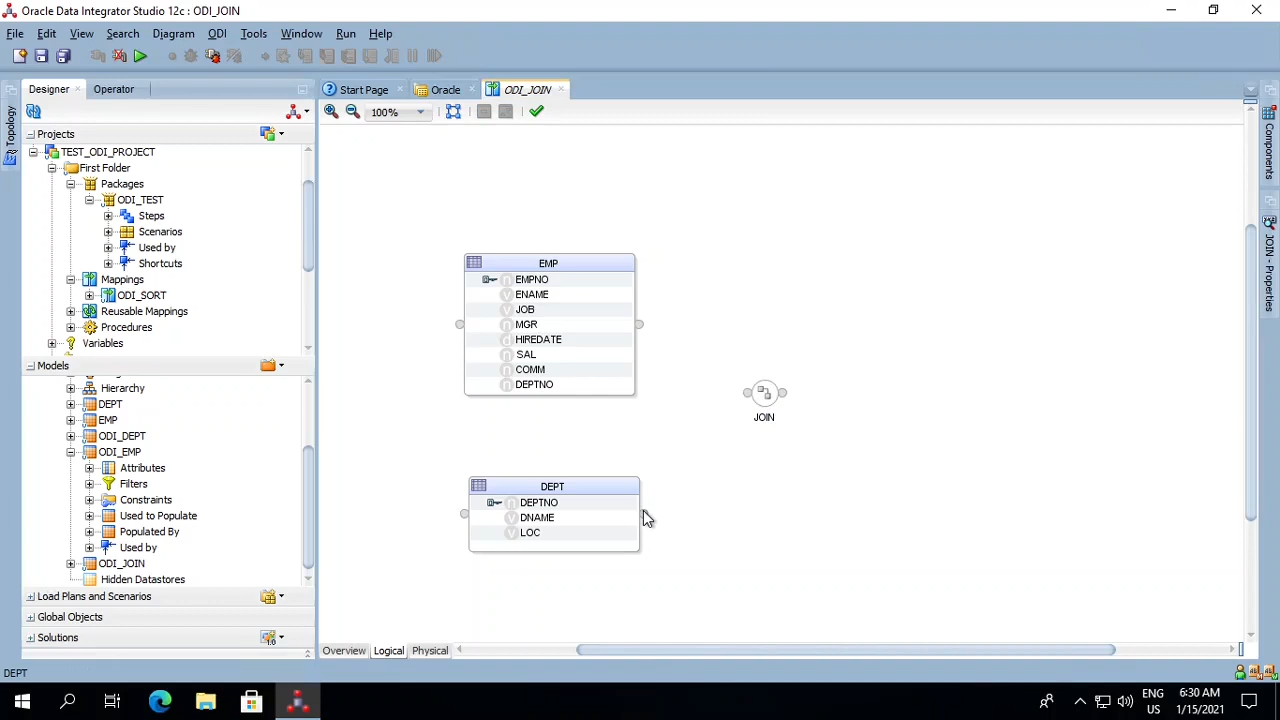 Oracle Data Integrator Studio 12c : ODI_JOIN
File Edit View Search Diagram ODI Tools Window Run Help
Designer Operator
Start Page Oracle ODI_JOIN
100%
Topology
Components
JOIN - Properties
Projects
TEST_ODI_PROJECT
First Folder
Packages
ODI_TEST
Steps
Scenarios
Used by
Shortcuts
Mappings
ODI_SORT
Reusable Mappings
Procedures
Variables
Models
Hierarchy
DEPT
EMP
ODI_DEPT
ODI_EMP
Attributes
Filters
Constraints
Used to Populate
Populated By
Used by
ODI_JOIN
Hidden Datastores
Load Plans and Scenarios
Global Objects
Solutions
EMP
EMPNO
ENAME
JOB
MGR
HIREDATE
SAL
COMM
DEPTNO
JOIN
DEPT
DEPTNO
DNAME
LOC
Overview Logical Physical
DEPT
ENG
US
6:30 AM
1/15/2021